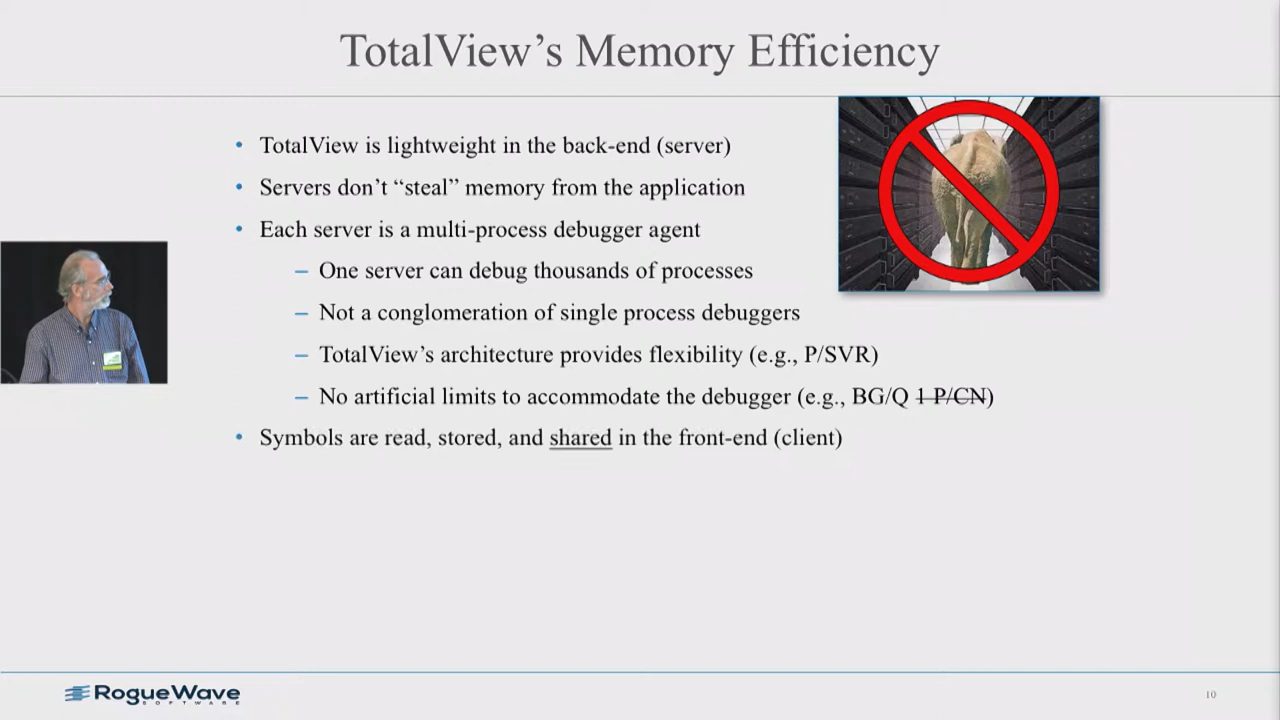 TotalView’s Memory Efficiency
• TotalView is lightweight in the back-end (server)
• Servers don’t “steal” memory from the application
• Each server is a multi-process debugger agent
– One server can debug thousands of processes
– Not a conglomeration of single process debuggers
– TotalView’s architecture provides flexibility (e.g., P/SVR)
– No artificial limits to accommodate the debugger (e.g., BG/Q 1 P/CN)
• Symbols are read, stored, and shared in the front-end (client)
RogueWave
SOFTWARE
10